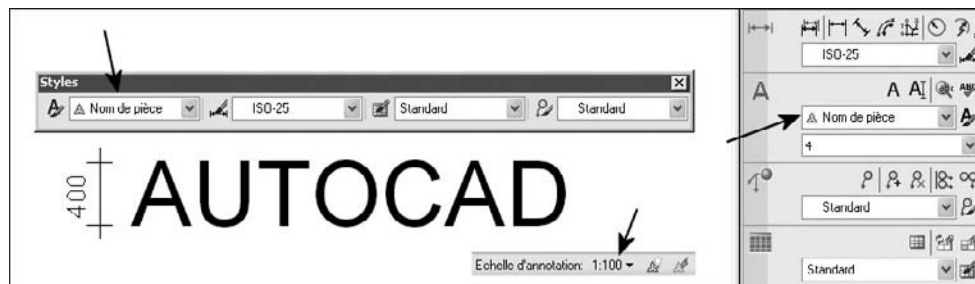 Styles
Nom de pièce ISO-25 Standard Standard
400
AUTOCAD
Echelle d'annotation: 1:100
ISO-25
A A
Nom de pièce
4
Standard
Standard